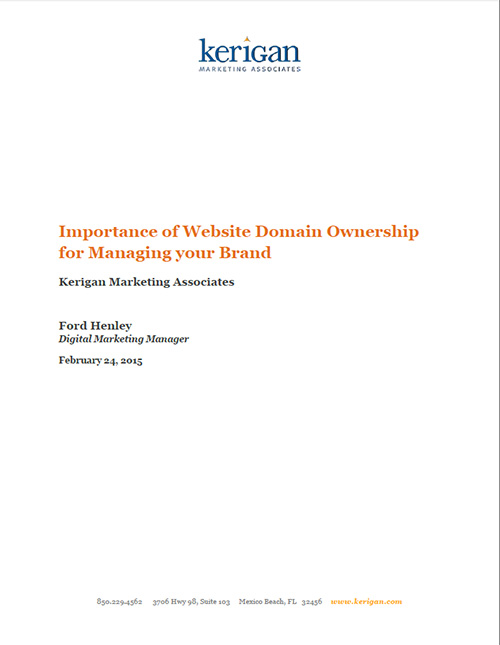 kerigan
MARKETING ASSOCIATES
Importance of Website Domain Ownership
for Managing your Brand
Kerigan Marketing Associates
Ford Henley
Digital Marketing Manager
February 24, 2015
850.229.4562 3706 Hwy 98, Suite 103 Mexico Beach, FL 32456 www.kerigan.com